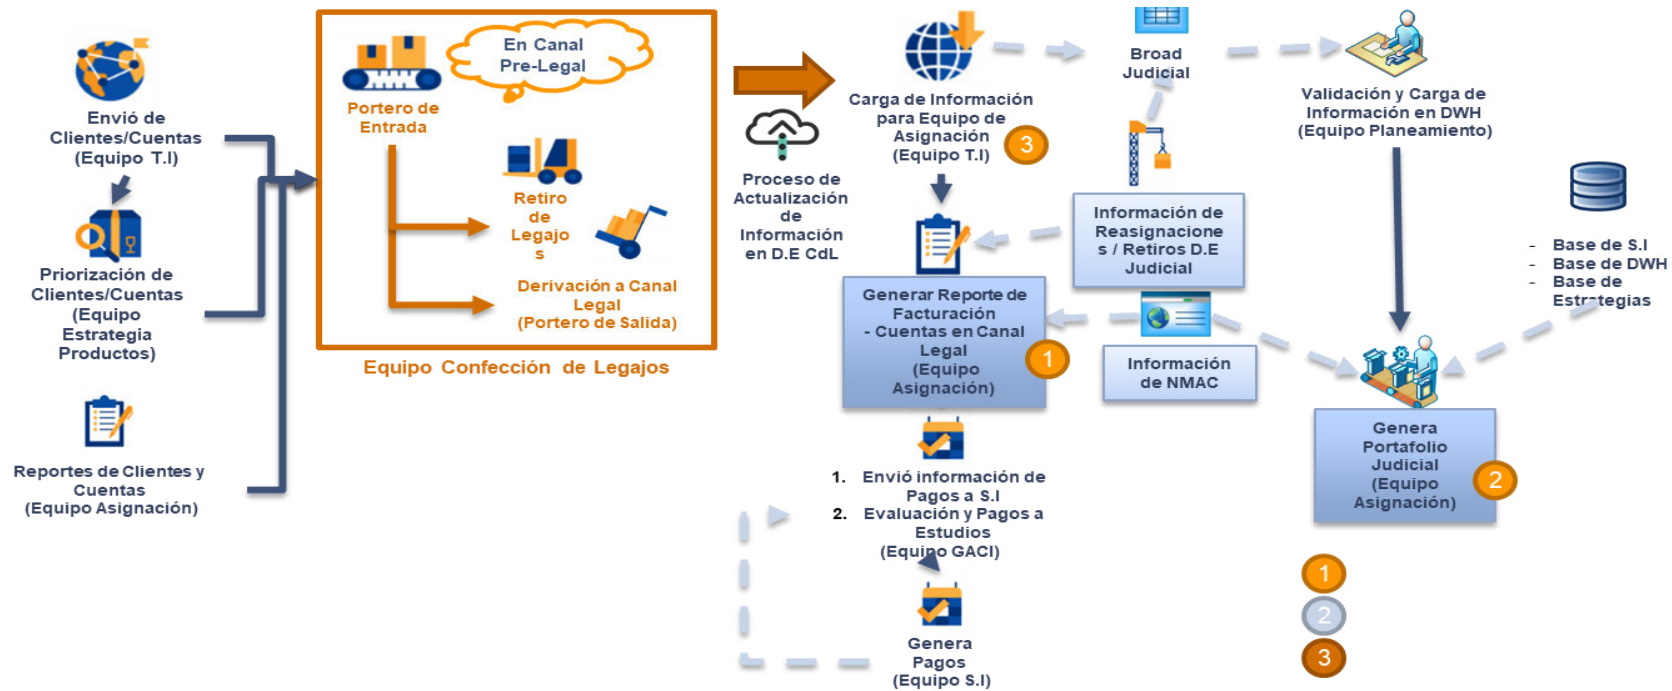 Envió de
Clientes/Cuentas
(Equipo T.I)
Priorización de
Clientes/Cuentas
(Equipo
Estrategia
Productos)
Reportes de Clientes y
Cuentas
(Equipo Asignación)
En Canal
Pre-Legal
Portero de
Entrada
Retiro
de
Legajo
s
Derivación a Canal
Legal
(Portero de Salida)
Equipo Confección de Legajos
Proceso de
Actualización
de
Información
en D.E CdL
Carga de Información
para Equipo de
Asignación
(Equipo T.I)
3
Generar Reporte de
Facturación
- Cuentas en Canal
Legal
(Equipo
Asignación)
1
1. Envió información de
Pagos a S.I
2. Evaluación y Pagos a
Estudios
(Equipo GACI)
Genera
Pagos
(Equipo S.I)
Broad
Judicial
Información de
Reasignacione
s / Retiros D.E
Judicial
Información
de NMAC
Validación y Carga de
Información en DWH
(Equipo Planeamiento)
- Base de S.I
- Base de DWH
- Base de
Estrategias
Genera
Portafolio
Judicial
(Equipo
Asignación)
2
1
2
3